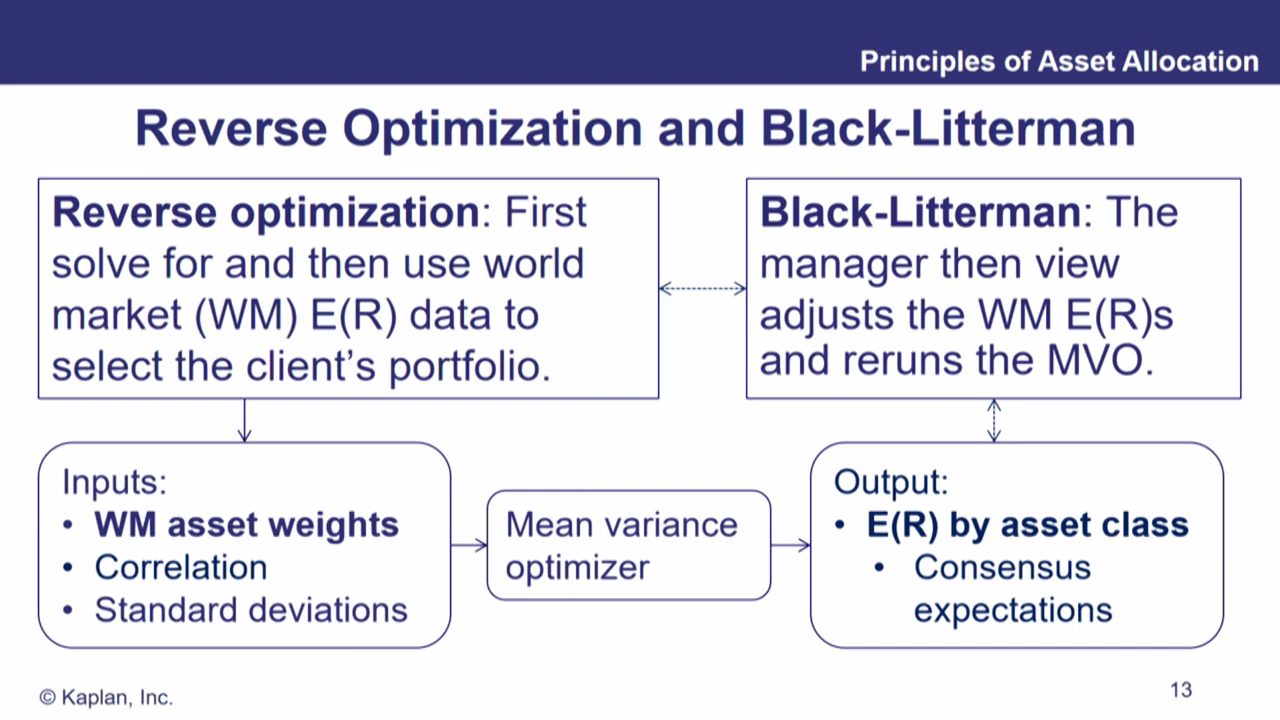 Principles of Asset Allocation
Reverse Optimization and Black-Litterman
Reverse optimization: First
solve for and then use world
market (WM) E(R) data to
select the client's portfolio.
Black-Litterman: The
manager then view
adjusts the WM E(R)s
and reruns the MVO.
Inputs:
• WM asset weights
• Correlation
• Standard deviations
Mean variance
optimizer
Output:
• E(R) by asset class
• Consensus
expectations
© Kaplan, Inc.
13